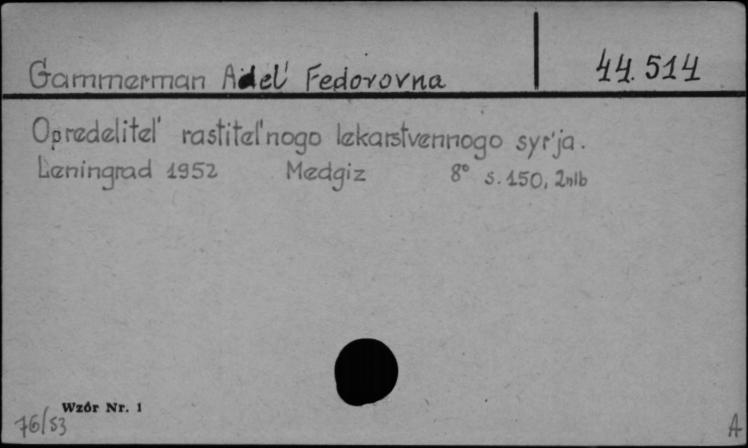 Gammerman Adel' Fedorovna
44.514
Opredelitel' rastitel'nogo lekarstvennogo syr'ja.
Leningrad 1952 Medgiz 8° s. 150, 2nlb
Wzór Nr. 1
76/53
A